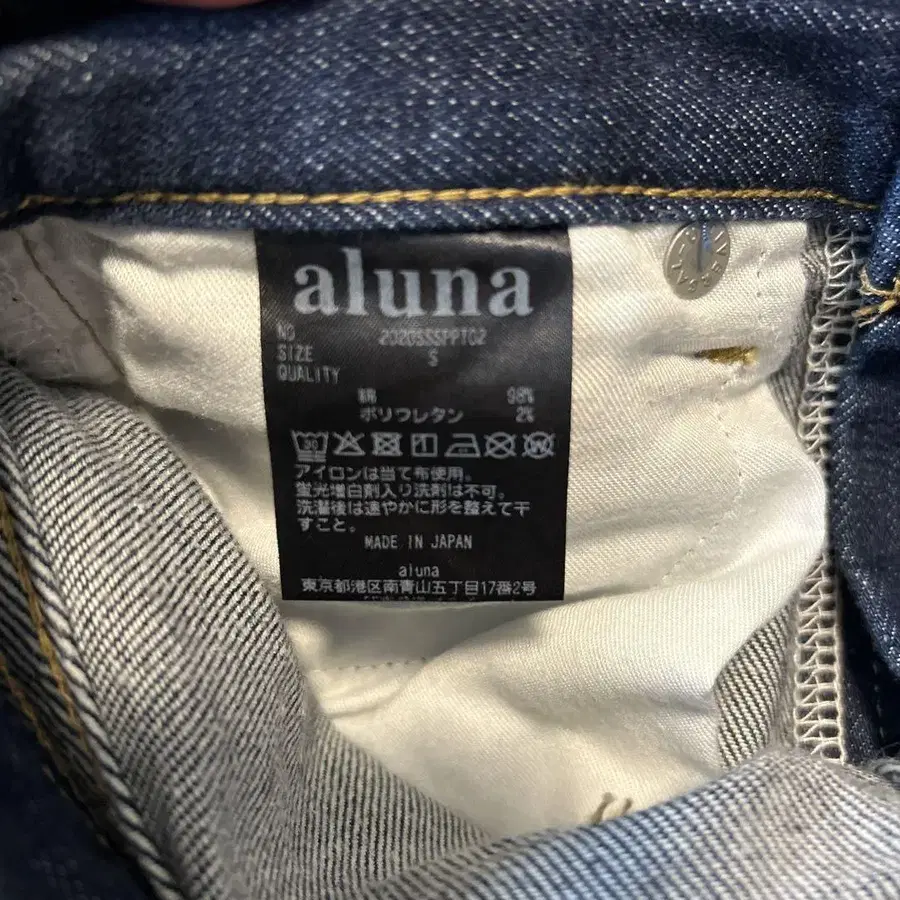 aluna
NO 2020SSSPPT02
SIZE S
QUALITY
綿 98%
ポリウレタン 2%
30
W
アイロンは当て布使用。
蛍光増白剤入り洗剤は不可。
洗濯後は速やかに形を整えて干
すこと。
MADE IN JAPAN
aluna
東京都港区南青山五丁目17番2号